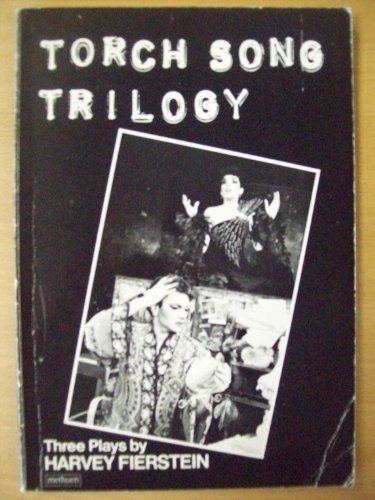 TORCH SONG
TRILOGY
Three Plays by
HARVEY FIERSTEIN
methuen